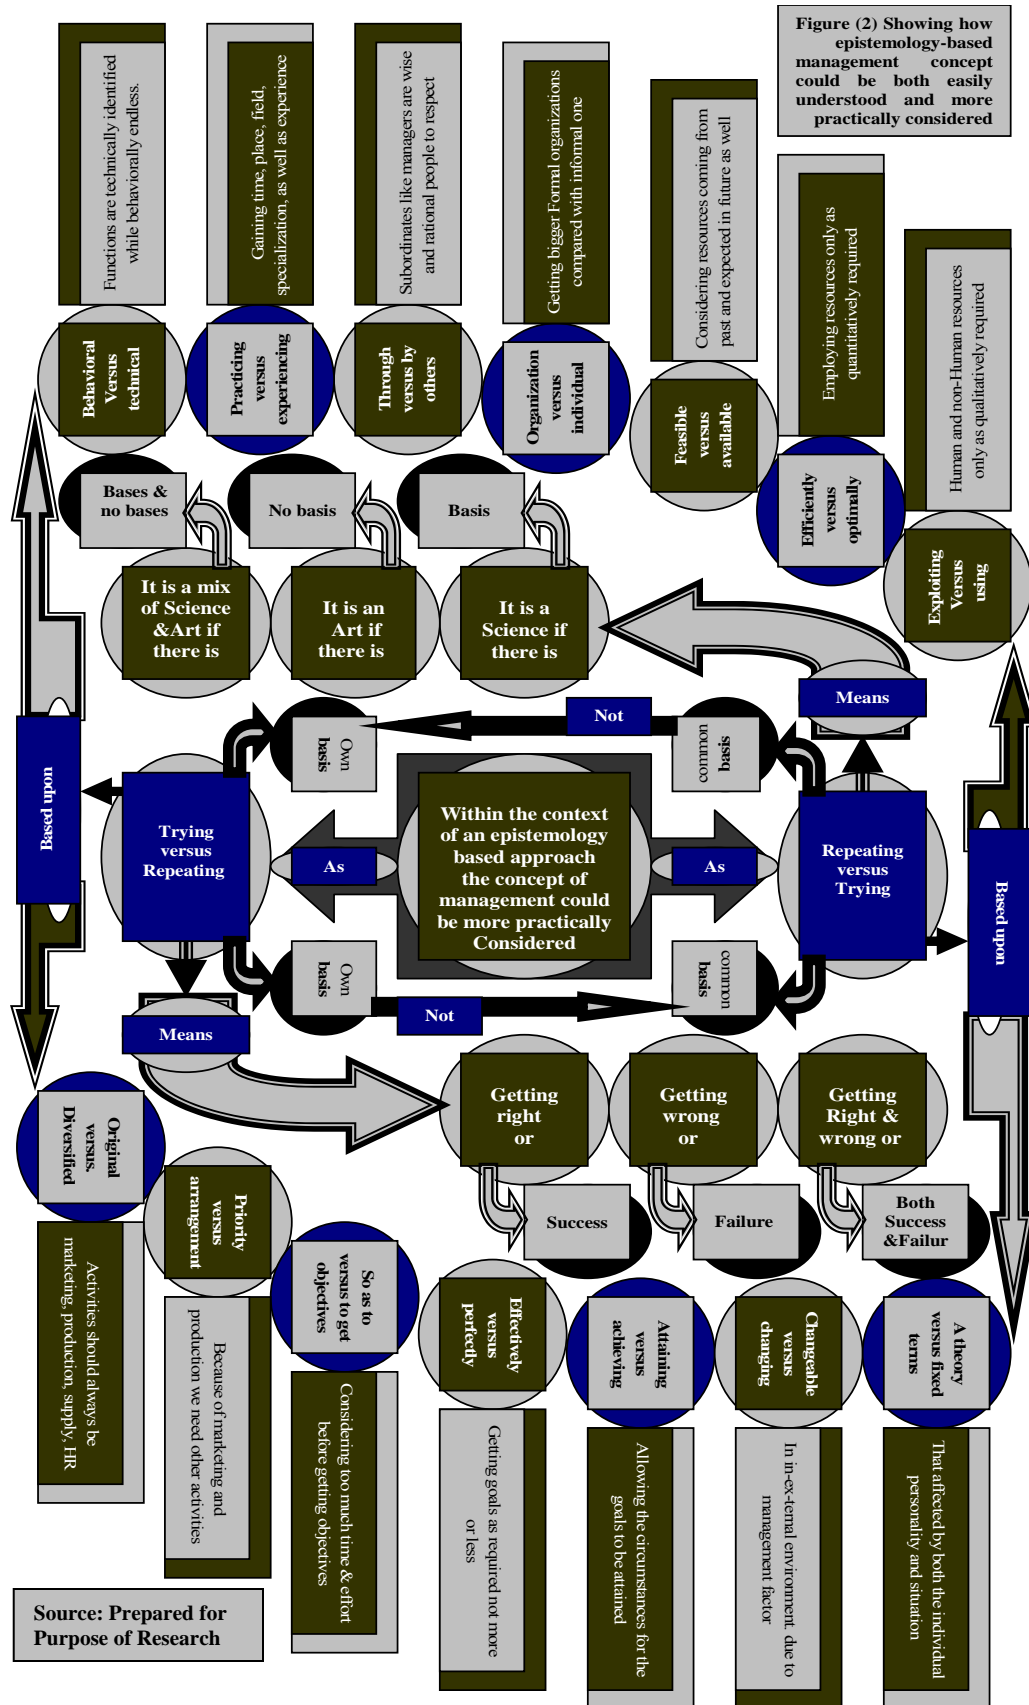 Figure (2) Showing how
epistemology-based
management concept
could be both easily
understood and more
practically considered
Functions are technically identified
while behaviorally endless.
Gaining time, place, field,
specialization, as well as experience
Subordinates like managers are wise
and rational people to respect
Getting bigger Formal organizations
compared with informal one
Considering resources coming from
past and expected in future as well
Employing resources only as
quantitatively required
Human and non-Human resources
only as qualitatively required
Behavioral
Versus
technical
Practicing
versus
experiencing
Through
versus by
others
Organization
versus
individual
Feasible
versus
available
Efficiently
versus
optimally
Exploiting
Versus
using
Bases &
no bases
No basis
Basis
It is a mix
of Science
&Art if
there is
It is an
Art if
there is
It is a
Science if
there is
Means
Based upon
Own
basis
Not
common
basis
Trying
versus
Repeating
As
Within the context
of an epistemology
based approach
the concept of
management could
be more practically
Considered
As
Repeating
versus
Trying
Based upon
Own
basis
Not
common
basis
Means
Getting
right
or
Getting
wrong
or
Getting
Right &
wrong or
Success
Failure
Both
Success
&Failur
Original
versus.
Diversified
Priority
versus
arrangement
So as to
versus to get
objectives
Effectively
versus
perfectly
Attaining
versus
achieving
Changeable
versus
changing
A theory
versus fixed
terms
Activities should always be
marketing, production, supply, HR
Because of marketing and
production we need other activities
Considering too much time & effort
before getting objectives
Getting goals as required not more
or less
Allowing the circumstances for the
goals to be attained
In in-ex-ternal environment. due to
management factor
That affected by both the individual
personality and situation
Source: Prepared for
Purpose of Research